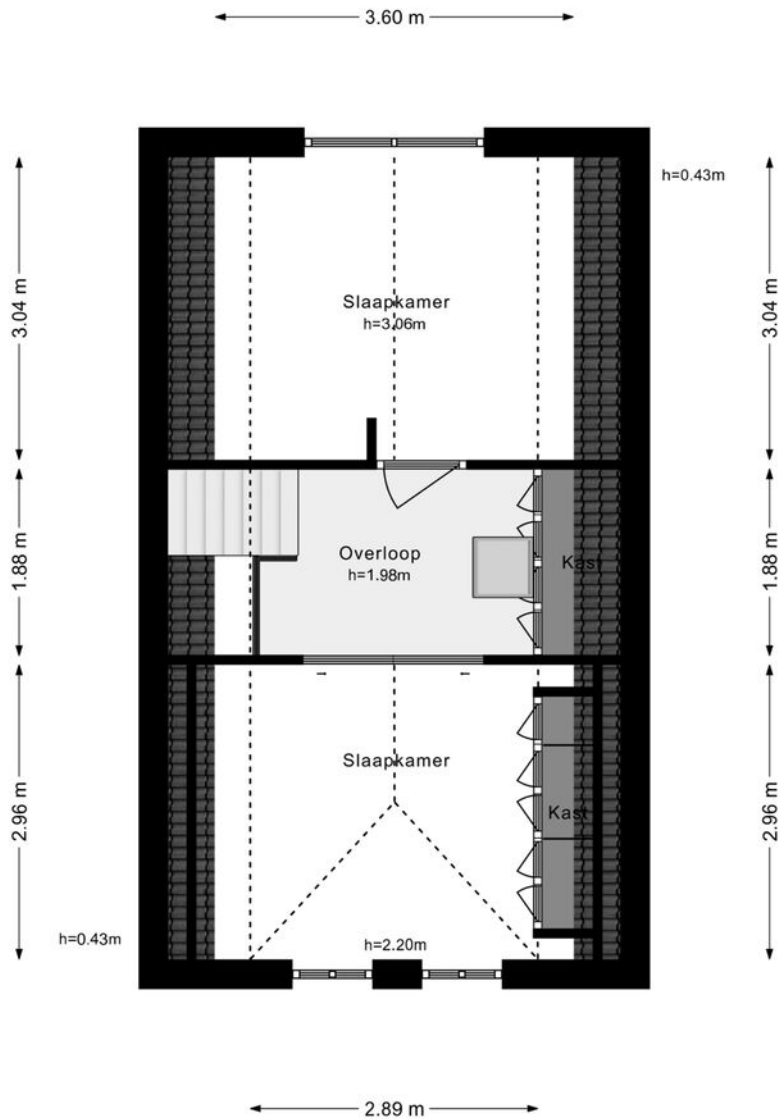 3.60 m
h=0.43m
3.04 m
3.04 m
Slaapkamer
h=3.06m
1.88 m
1.88 m
Overloop
h=1.98m
Kast
2.96 m
2.96 m
Slaapkamer
Kast
h=0.43m
h=2.20m
2.89 m